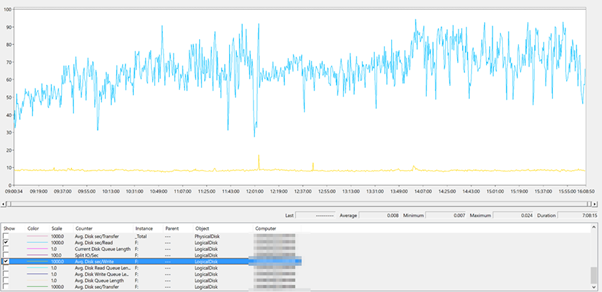 100
90
80
70
60
50
40
30
20
10
0
09:00:34 09:19:00 09:37:00 09:55:00 10:13:00 10:31:00 10:49:00 11:07:00 11:25:00 11:43:00 12:01:00 12:19:00 12:37:00 12:55:00 13:13:00 13:31:00 13:49:00 14:07:00 14:25:00 14:43:00 15:01:00 15:19:00 15:37:00 15:55:00 16:08:50
Last Average 0.008 Minimum 0.007 Maximum 0.024 Duration 7:08:15
Show Color Scale Counter Instance Parent Object Computer
1000.0 Avg. Disk sec/Transfer _Total --- PhysicalDisk
1000.0 Avg. Disk sec/Read F: --- LogicalDisk
1.0 Current Disk Queue Length F: --- LogicalDisk
100.0 Split IO/Sec F: --- LogicalDisk
1000.0 Avg. Disk sec/Write F: --- LogicalDisk
1.0 Avg. Disk Read Queue Len... F: --- LogicalDisk
1.0 Avg. Disk Write Queue Le... F: --- LogicalDisk
1.0 Avg. Disk Queue Length F: --- LogicalDisk
1000.0 Avg. Disk sec/Transfer F: --- LogicalDisk